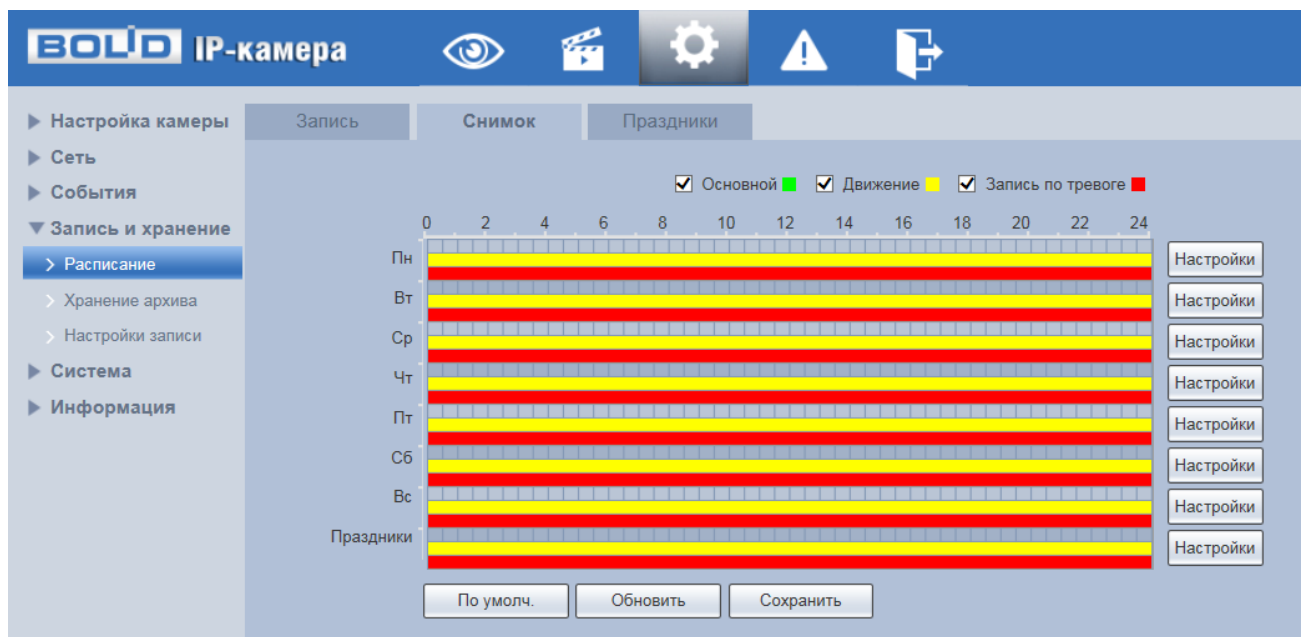 BOLID IP-камера
Настройка камеры
Сеть
События
Запись и хранение
Расписание
Хранение архива
Настройки записи
Система
Информация
Запись Снимок Праздники
Основной Движение Запись по тревоге
0 2 4 6 8 10 12 14 16 18 20 22 24
Пн Настройки
Вт Настройки
Ср Настройки
Чт Настройки
Пт Настройки
Сб Настройки
Вс Настройки
Праздники Настройки
По умолч. Обновить Сохранить